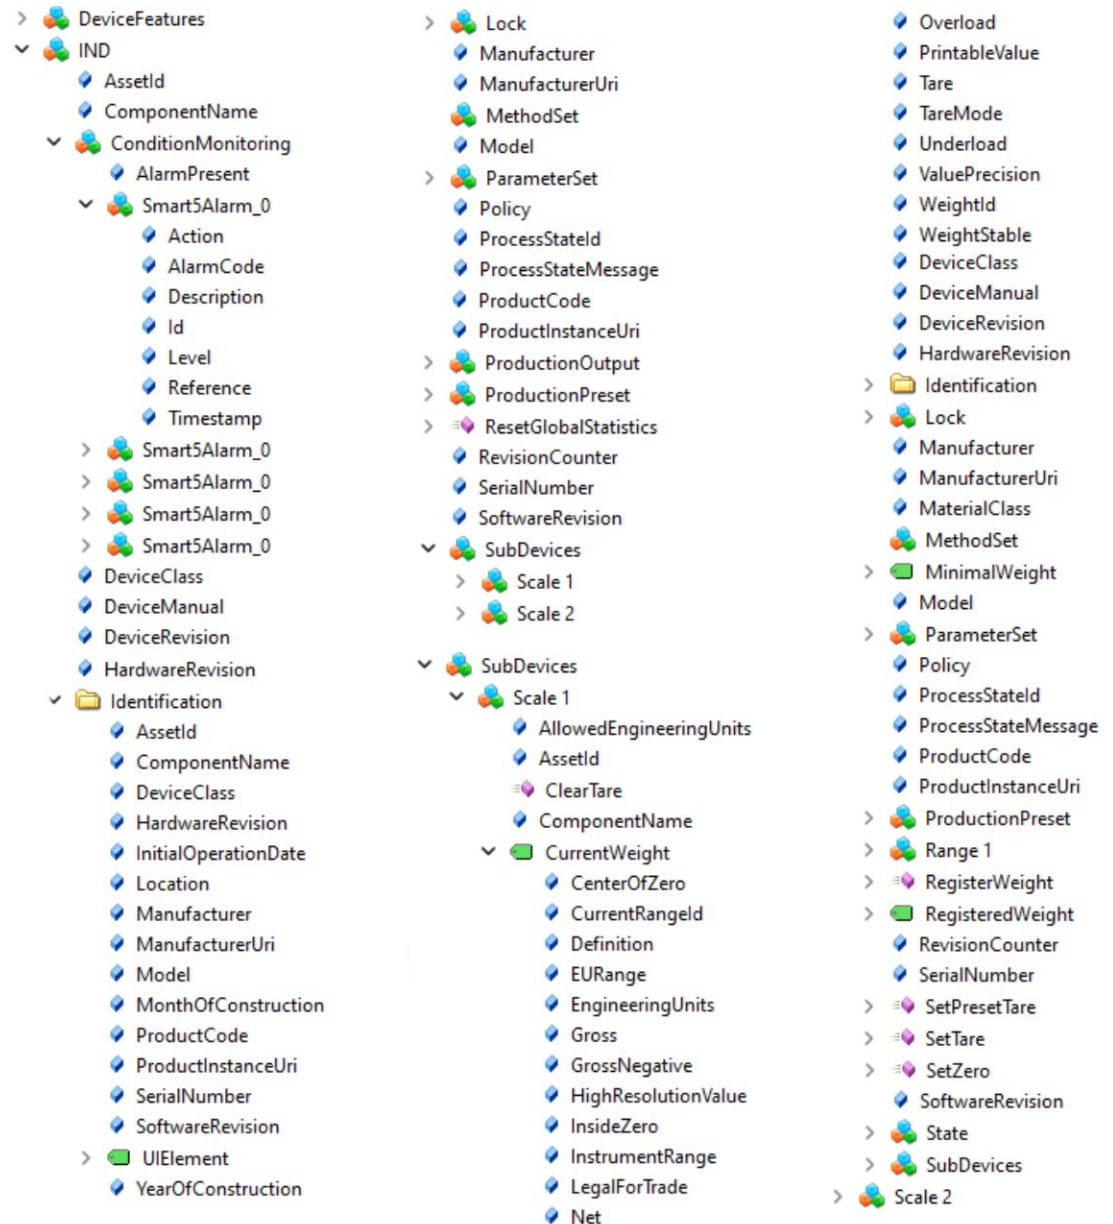 DeviceFeatures
IND
AssetId
ComponentName
ConditionMonitoring
AlarmPresent
Smart5Alarm_0
Action
AlarmCode
Description
Id
Level
Reference
Timestamp
Smart5Alarm_0
Smart5Alarm_0
Smart5Alarm_0
Smart5Alarm_0
DeviceClass
DeviceManual
DeviceRevision
HardwareRevision
Identification
AssetId
ComponentName
DeviceClass
HardwareRevision
InitialOperationDate
Location
Manufacturer
ManufacturerUri
Model
MonthOfConstruction
ProductCode
ProductInstanceUri
SerialNumber
SoftwareRevision
UIElement
YearOfConstruction
Lock
Manufacturer
ManufacturerUri
MethodSet
Model
ParameterSet
Policy
ProcessStateId
ProcessStateMessage
ProductCode
ProductInstanceUri
ProductionOutput
ProductionPreset
ResetGlobalStatistics
RevisionCounter
SerialNumber
SoftwareRevision
SubDevices
Scale 1
Scale 2
SubDevices
Scale 1
AllowedEngineeringUnits
AssetId
ClearTare
ComponentName
CurrentWeight
CenterOfZero
CurrentRangeId
Definition
EURange
EngineeringUnits
Gross
GrossNegative
HighResolutionValue
InsideZero
InstrumentRange
LegalForTrade
Net
Overload
PrintableValue
Tare
TareMode
Underload
ValuePrecision
WeightId
WeightStable
DeviceClass
DeviceManual
DeviceRevision
HardwareRevision
Identification
Lock
Manufacturer
ManufacturerUri
MaterialClass
MethodSet
MinimalWeight
Model
ParameterSet
Policy
ProcessStateId
ProcessStateMessage
ProductCode
ProductInstanceUri
ProductionPreset
Range 1
RegisterWeight
RegisteredWeight
RevisionCounter
SerialNumber
SetPresetTare
SetTare
SetZero
SoftwareRevision
State
SubDevices
Scale 2